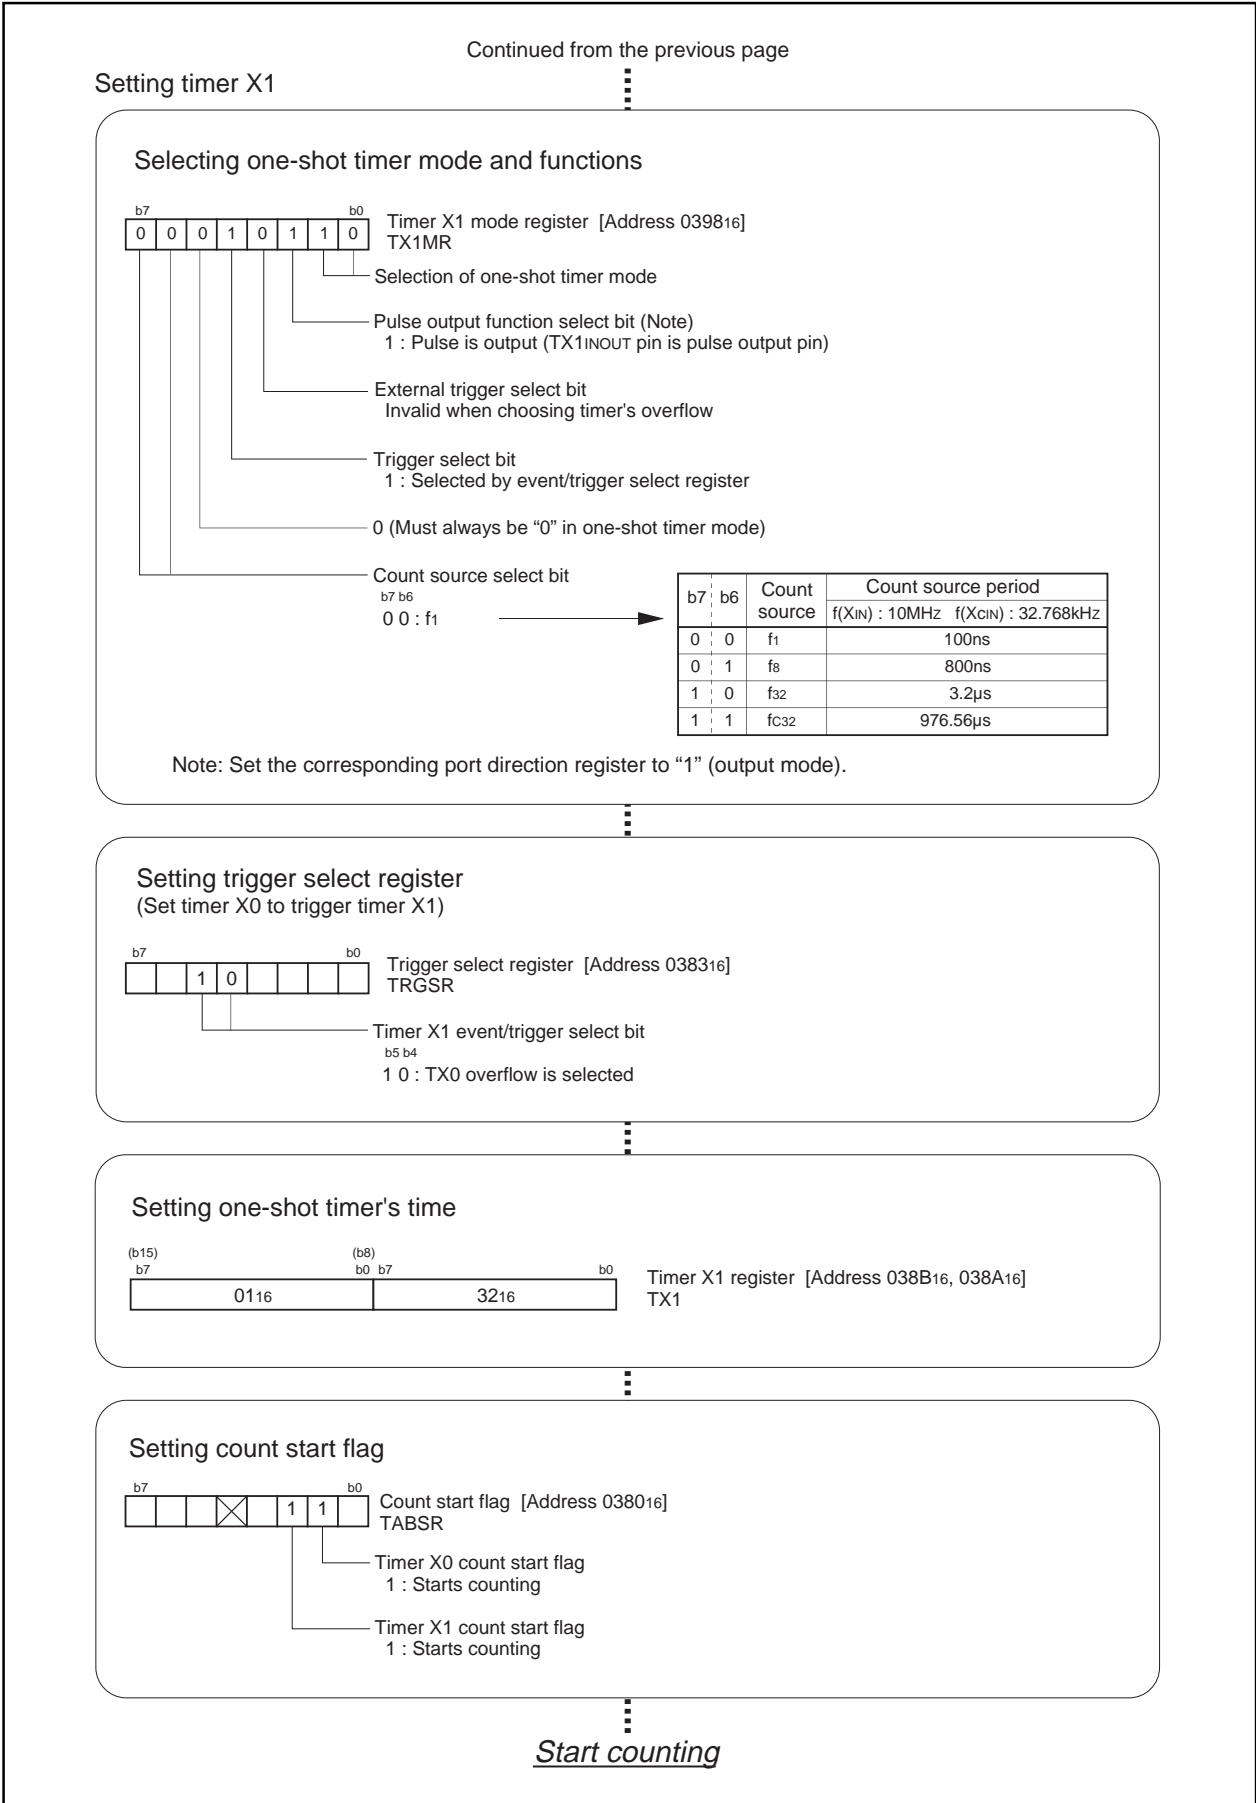 Continued from the previous page
Setting timer X1
Selecting one-shot timer mode and functions
b7 b0
0 0 0 1 0 1 1 0
Timer X1 mode register [Address 039816]
TX1MR
Selection of one-shot timer mode
Pulse output function select bit (Note)
1 : Pulse is output (TX1INOUT pin is pulse output pin)
External trigger select bit
Invalid when choosing timer's overflow
Trigger select bit
1 : Selected by event/trigger select register
0 (Must always be “0” in one-shot timer mode)
Count source select bit
b7 b6
0 0 : f1
b7 b6 Count source Count source period
f(XIN) : 10MHz f(XCIN) : 32.768kHz
0 0 f1 100ns
0 1 f8 800ns
1 0 f32 3.2µs
1 1 fC32 976.56µs
Note: Set the corresponding port direction register to “1” (output mode).
Setting trigger select register
(Set timer X0 to trigger timer X1)
b7 b0
1 0
Trigger select register [Address 038316]
TRGSR
Timer X1 event/trigger select bit
b5 b4
1 0 : TX0 overflow is selected
Setting one-shot timer's time
(b15) (b8)
b7 b0 b7 b0
0116 3216
Timer X1 register [Address 038B16, 038A16]
TX1
Setting count start flag
b7 b0
1 1
Count start flag [Address 038016]
TABSR
Timer X0 count start flag
1 : Starts counting
Timer X1 count start flag
1 : Starts counting
Start counting